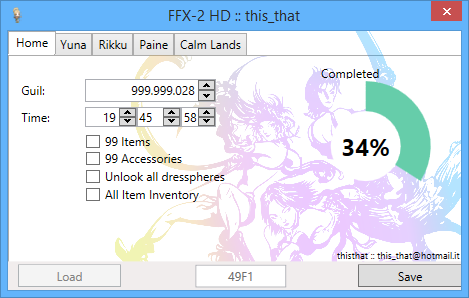 FFX-2 HD :: this_that
Home Yuna Rikku Paine Calm Lands
Completed
Guil: 999.999.028
Time: 19 45 58
34%
99 Items
99 Accessories
Unlook all dresspheres
All Item Inventory
thisthat :: this_that@hotmail.it
Load 49F1 Save